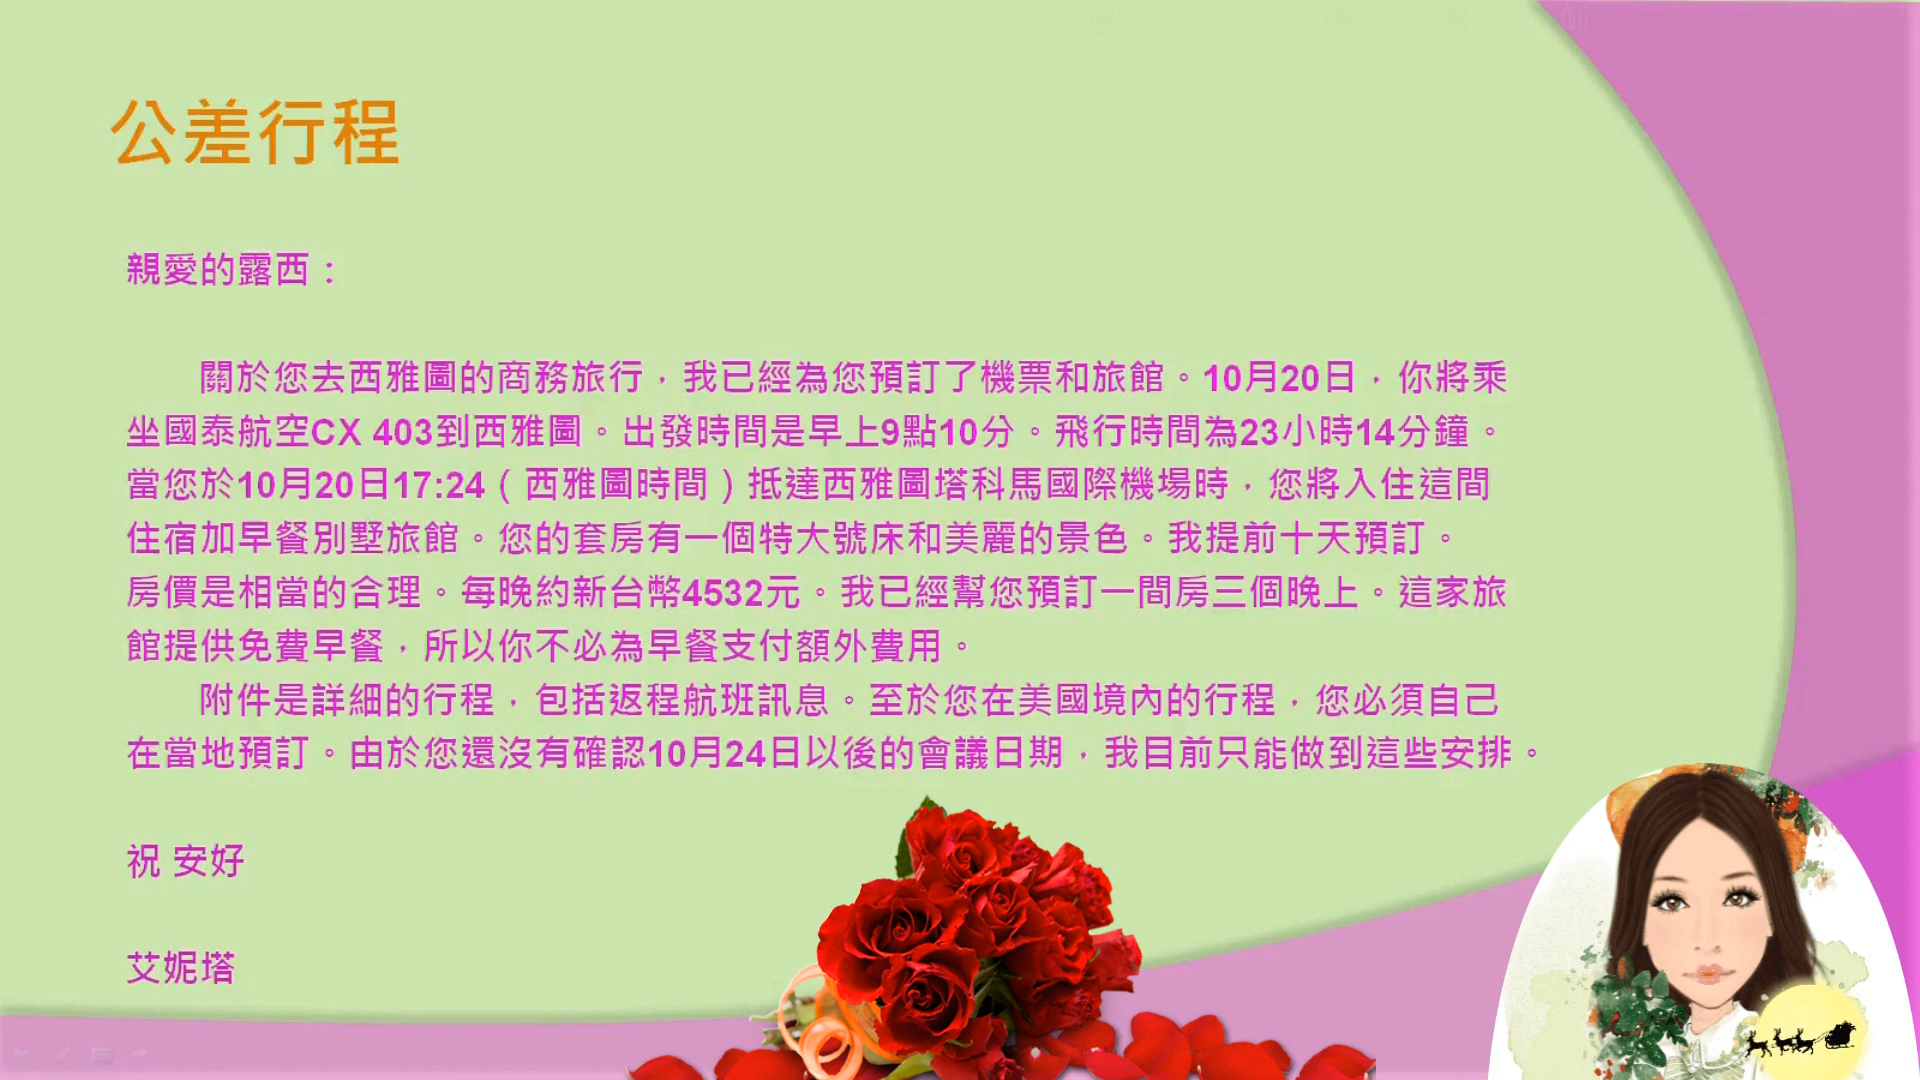 公差行程
親愛的露西：
關於您去西雅圖的商務旅行，我已經為您預訂了機票和旅館。10月20日，你將乘
坐國泰航空CX 403到西雅圖。出發時間是早上9點10分。飛行時間為23小時14分鐘。
當您於10月20日17:24（西雅圖時間）抵達西雅圖塔科馬國際機場時，您將入住這間
住宿加早餐別墅旅館。您的套房有一個特大號床和美麗的景色。我提前十天預訂。
房價是相當的合理。每晚約新台幣4532元。我已經幫您預訂一間房三個晚上。這家旅
館提供免費早餐，所以你不必為早餐支付額外費用。
附件是詳細的行程，包括返程航班訊息。至於您在美國境內的行程，您必須自己
在當地預訂。由於您還沒有確認10月24日以後的會議日期，我目前只能做到這些安排。
祝 安好
艾妮塔